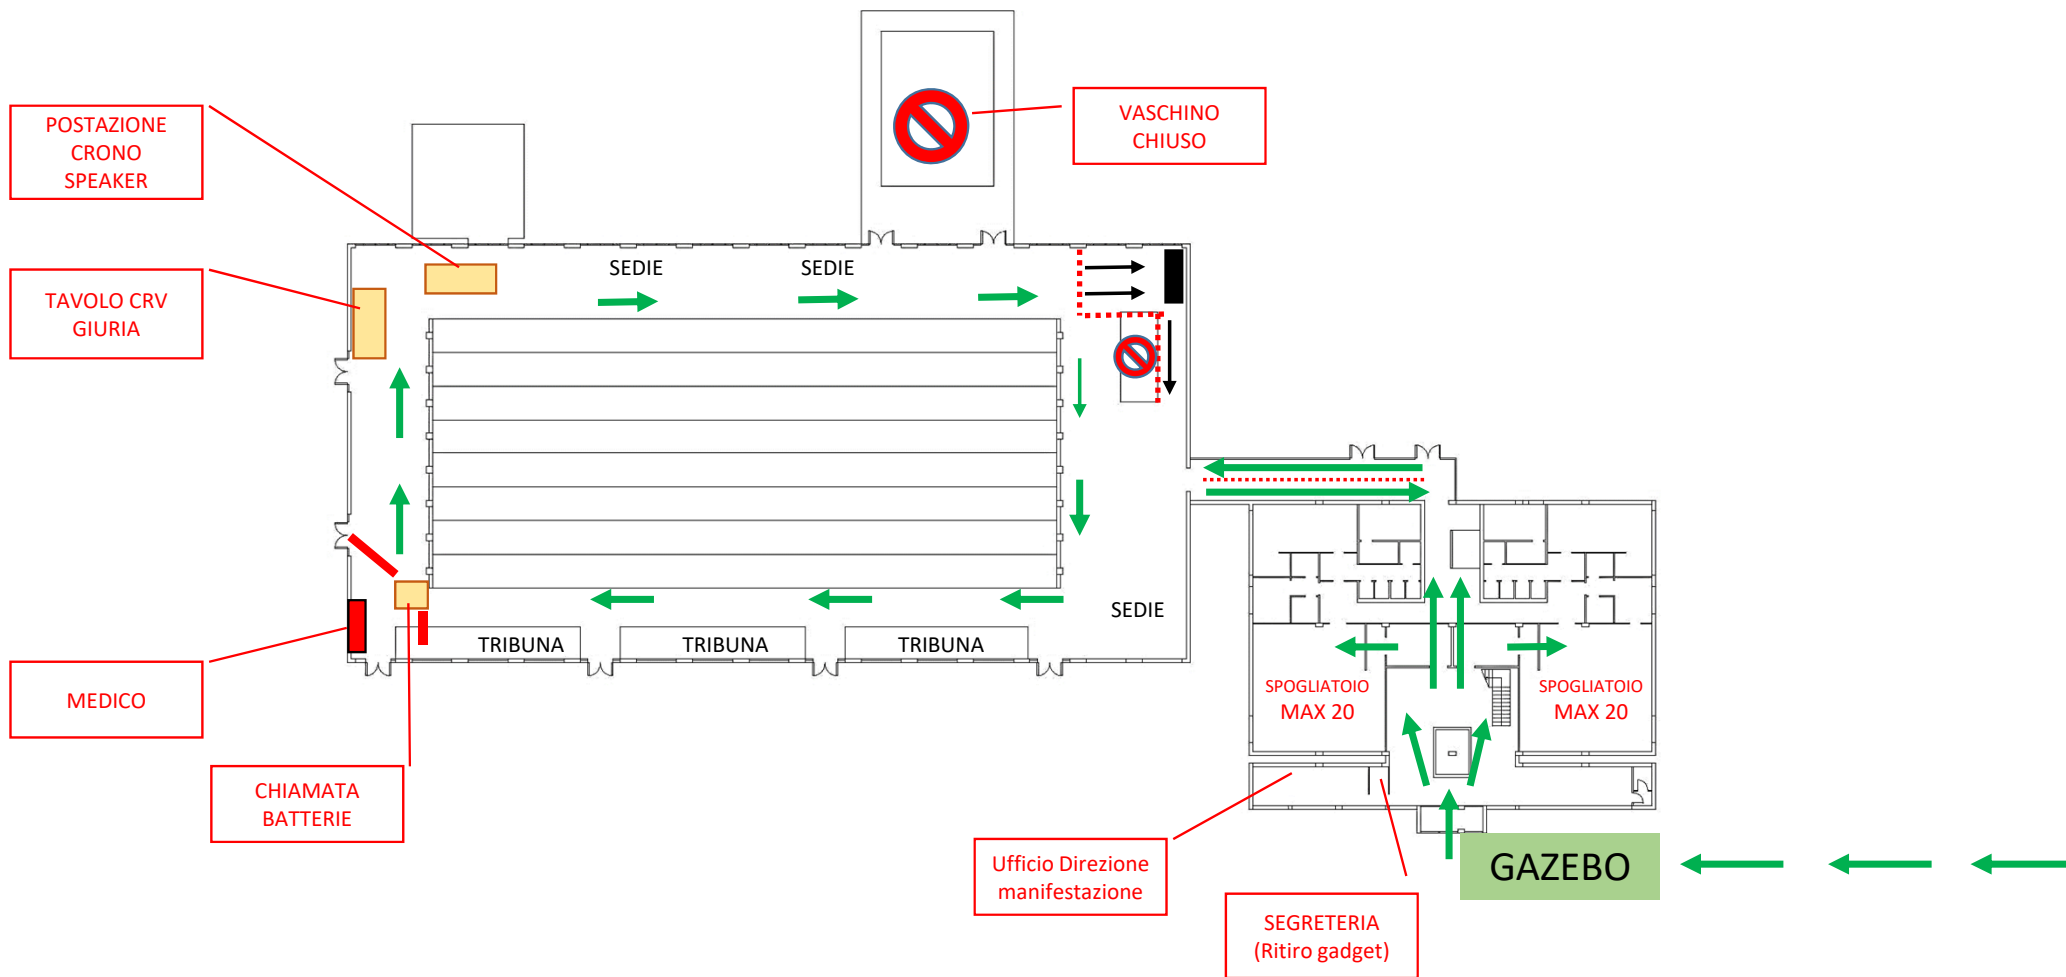 POSTAZIONE
CRONO
SPEAKER
VASCHINO
CHIUSO
SEDIE
SEDIE
TAVOLO CRV
GIURIA
SEDIE
TRIBUNA
TRIBUNA
TRIBUNA
MEDICO
SPOGLIATOIO
MAX 20
SPOGLIATOIO
MAX 20
CHIAMATA
BATTERIE
Ufficio Direzione
manifestazione
GAZEBO
SEGRETERIA
(Ritiro gadget)